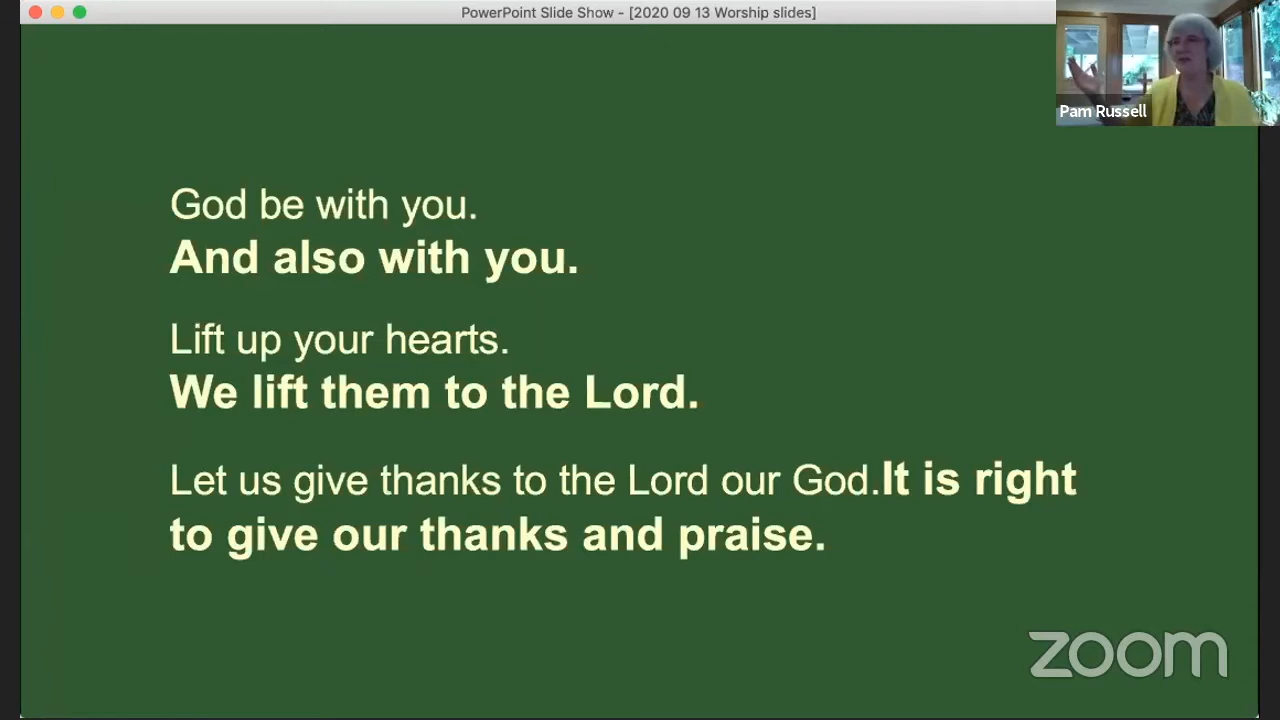 PowerPoint Slide Show - [2020 09 13 Worship slides]
Pam Russell
God be with you.
And also with you.
Lift up your hearts.
We lift them to the Lord.
Let us give thanks to the Lord our God.It is right
to give our thanks and praise.
zoom